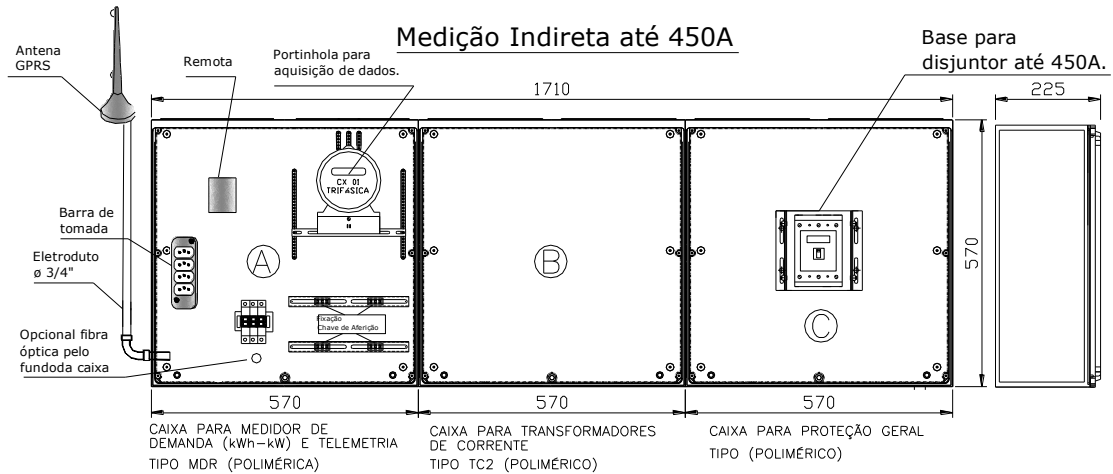 Medição Indireta até 450A
Antena
GPRS
Remota
Portinhola para
aquisição de dados.
Base para
disjuntor até 450A.
1710
225
CX 01
TRIFÁSICA
Barra de
tomada
A
B
C
570
Eletroduto
ø 3/4"
Fixação
Chave de Aferição
Opcional fibra
óptica pelo
fundoda caixa
570
570
570
CAIXA PARA MEDIDOR DE
DEMANDA (kWh-kW) E TELEMETRIA
TIPO MDR (POLIMÉRICA)
CAIXA PARA TRANSFORMADORES
DE CORRENTE
TIPO TC2 (POLIMÉRICO)
CAIXA PARA PROTEÇÃO GERAL
TIPO (POLIMÉRICO)